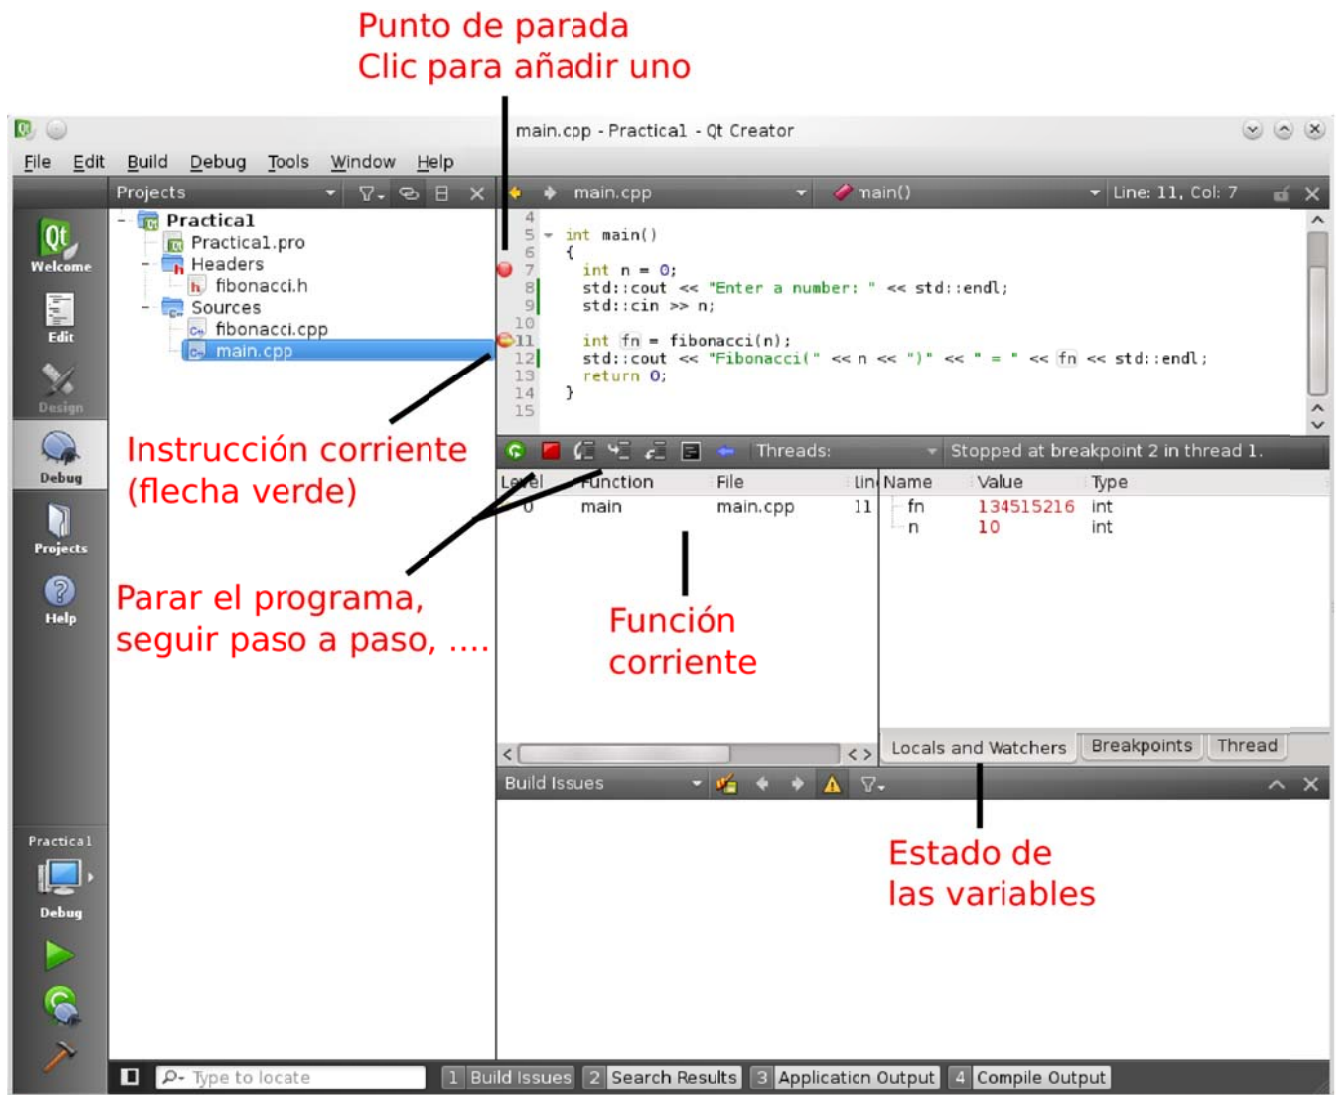 Punto de parada
Clic para añadir uno
main.cpp - Practica1 - Qt Creator
File Edit Build Debug Tools Window Help
Projects
main.cpp
main()
Line: 11, Col: 7
Welcome
Edit
Design
Debug
Projects
Help
Practica1
Practica1.pro
Headers
fibonacci.h
Sources
fibonacci.cpp
main.cpp
4
5 int main()
6 {
7 int n = 0;
8 std::cout << "Enter a number: " << std::endl;
9 std::cin >> n;
10
11 int fn = fibonacci(n);
12 std::cout << "Fibonacci(" << n << ")" << " = " << fn << std::endl;
13 return 0;
14 }
15
Instrucción corriente
(flecha verde)
Threads:
Stopped at breakpoint 2 in thread 1.
Level Function File Lin
0 main main.cpp 11
Name Value Type
fn 134515216 int
n 10 int
Parar el programa,
seguir paso a paso, ....
Función
corriente
Locals and Watchers Breakpoints Thread
Build Issues
Estado de
las variables
Practica1
Debug
Type to locate
1 Build Issues 2 Search Results 3 Application Output 4 Compile Output